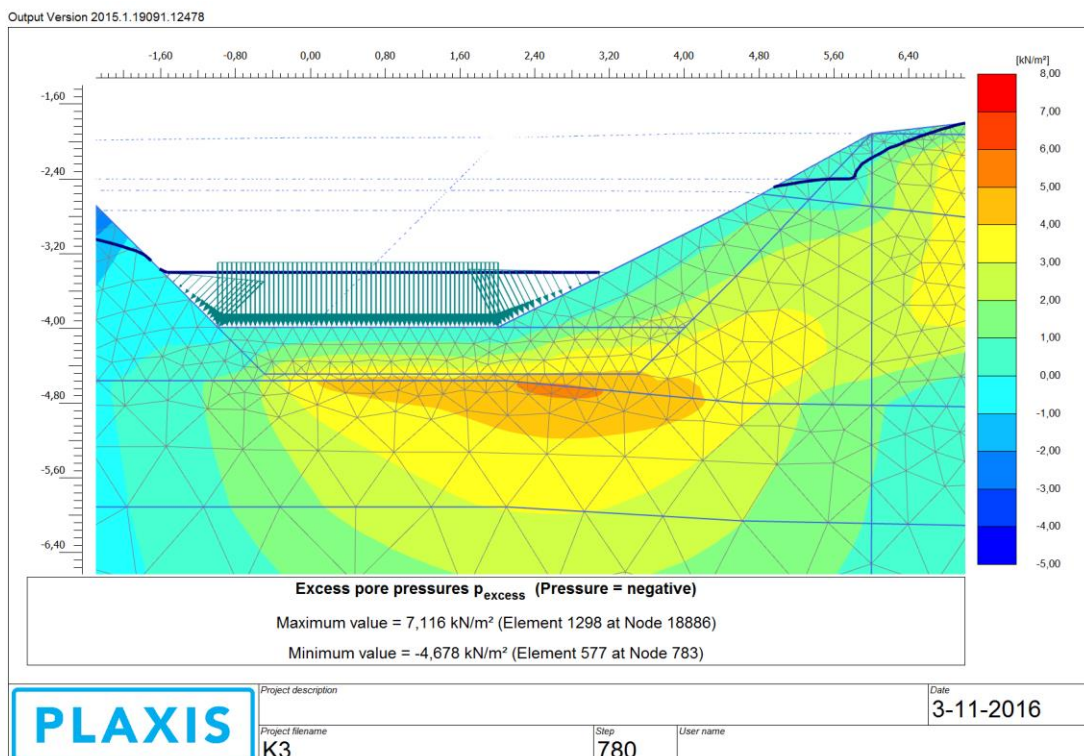 Output Version 2015.1.19091.12478
-1,60 -0,80 0,00 0,80 1,60 2,40 3,20 4,00 4,80 5,60 6,40
[kN/m²]
-1,60
-2,40
-3,20
-4,00
-4,80
-5,60
-6,40
8,00
7,00
6,00
5,00
4,00
3,00
2,00
1,00
0,00
-1,00
-2,00
-3,00
-4,00
-5,00
Excess pore pressures p_excess (Pressure = negative)
Maximum value = 7,116 kN/m² (Element 1298 at Node 18886)
Minimum value = -4,678 kN/m² (Element 577 at Node 783)
PLAXIS
Project description
Date
3-11-2016
Project filename
K3
Step
780
User name